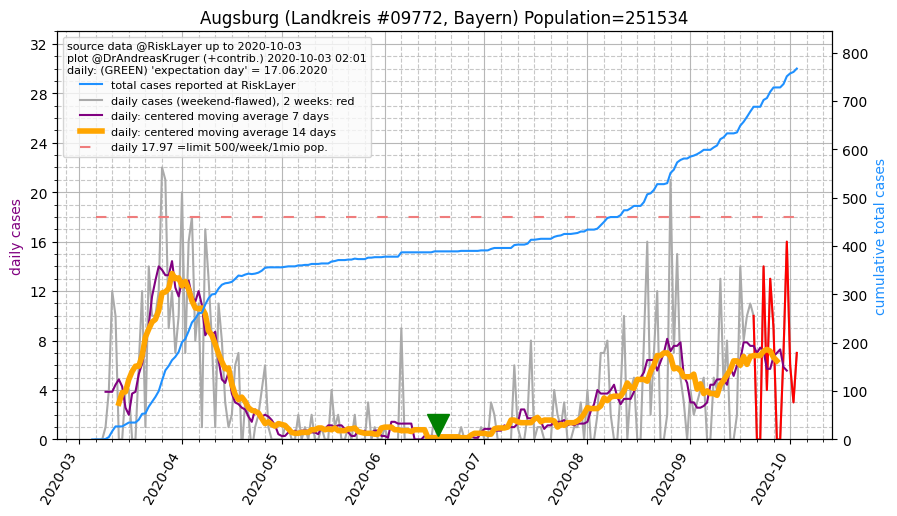 Augsburg (Landkreis #09772, Bayern) Population=251534
source data @RiskLayer up to 2020-10-03
plot @DrAndreasKruger (+contrib.) 2020-10-03 02:01
daily: (GREEN) 'expectation day' = 17.06.2020
total cases reported at RiskLayer
daily cases (weekend-flawed), 2 weeks: red
daily: centered moving average 7 days
daily: centered moving average 14 days
daily 17.97 =limit 500/week/1mio pop.
daily cases
32
28
24
20
16
12
8
4
0
cumulative total cases
800
700
600
500
400
300
200
100
0
2020-03
2020-04
2020-05
2020-06
2020-07
2020-08
2020-09
2020-10